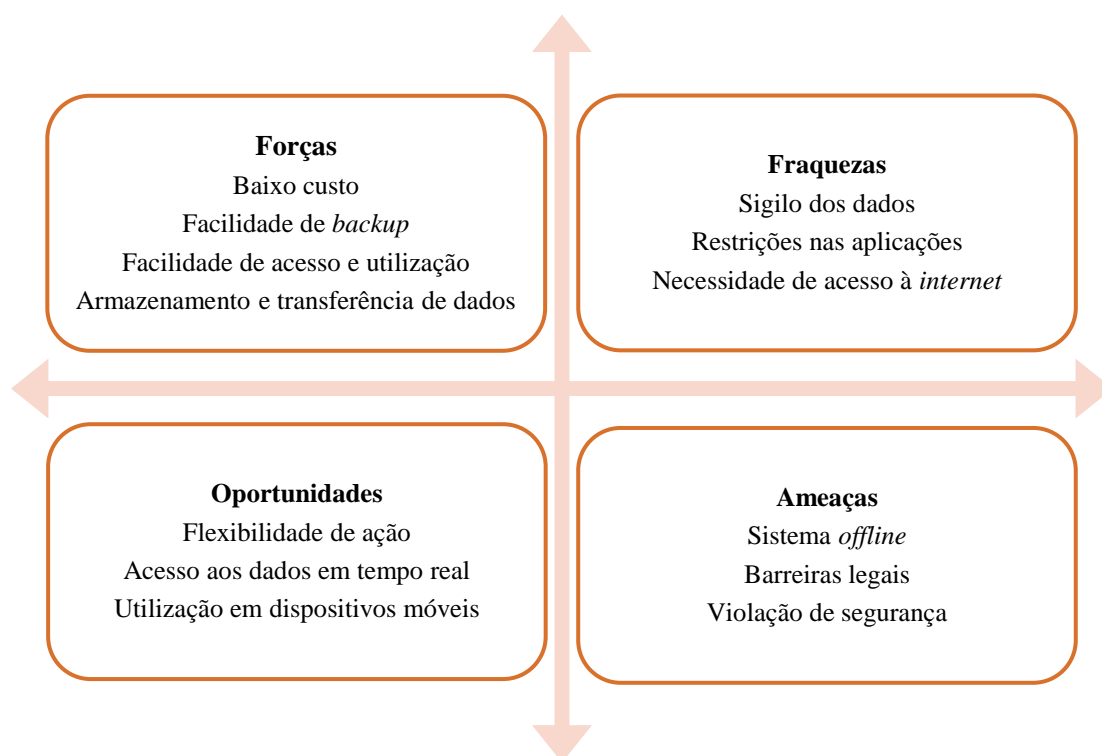 Forças
Baixo custo
Facilidade de backup
Facilidade de acesso e utilização
Armazenamento e transferência de dados
Fraquezas
Sigilo dos dados
Restrições nas aplicações
Necessidade de acesso à internet
Oportunidades
Flexibilidade de ação
Acesso aos dados em tempo real
Utilização em dispositivos móveis
Ameaças
Sistema offline
Barreiras legais
Violação de segurança